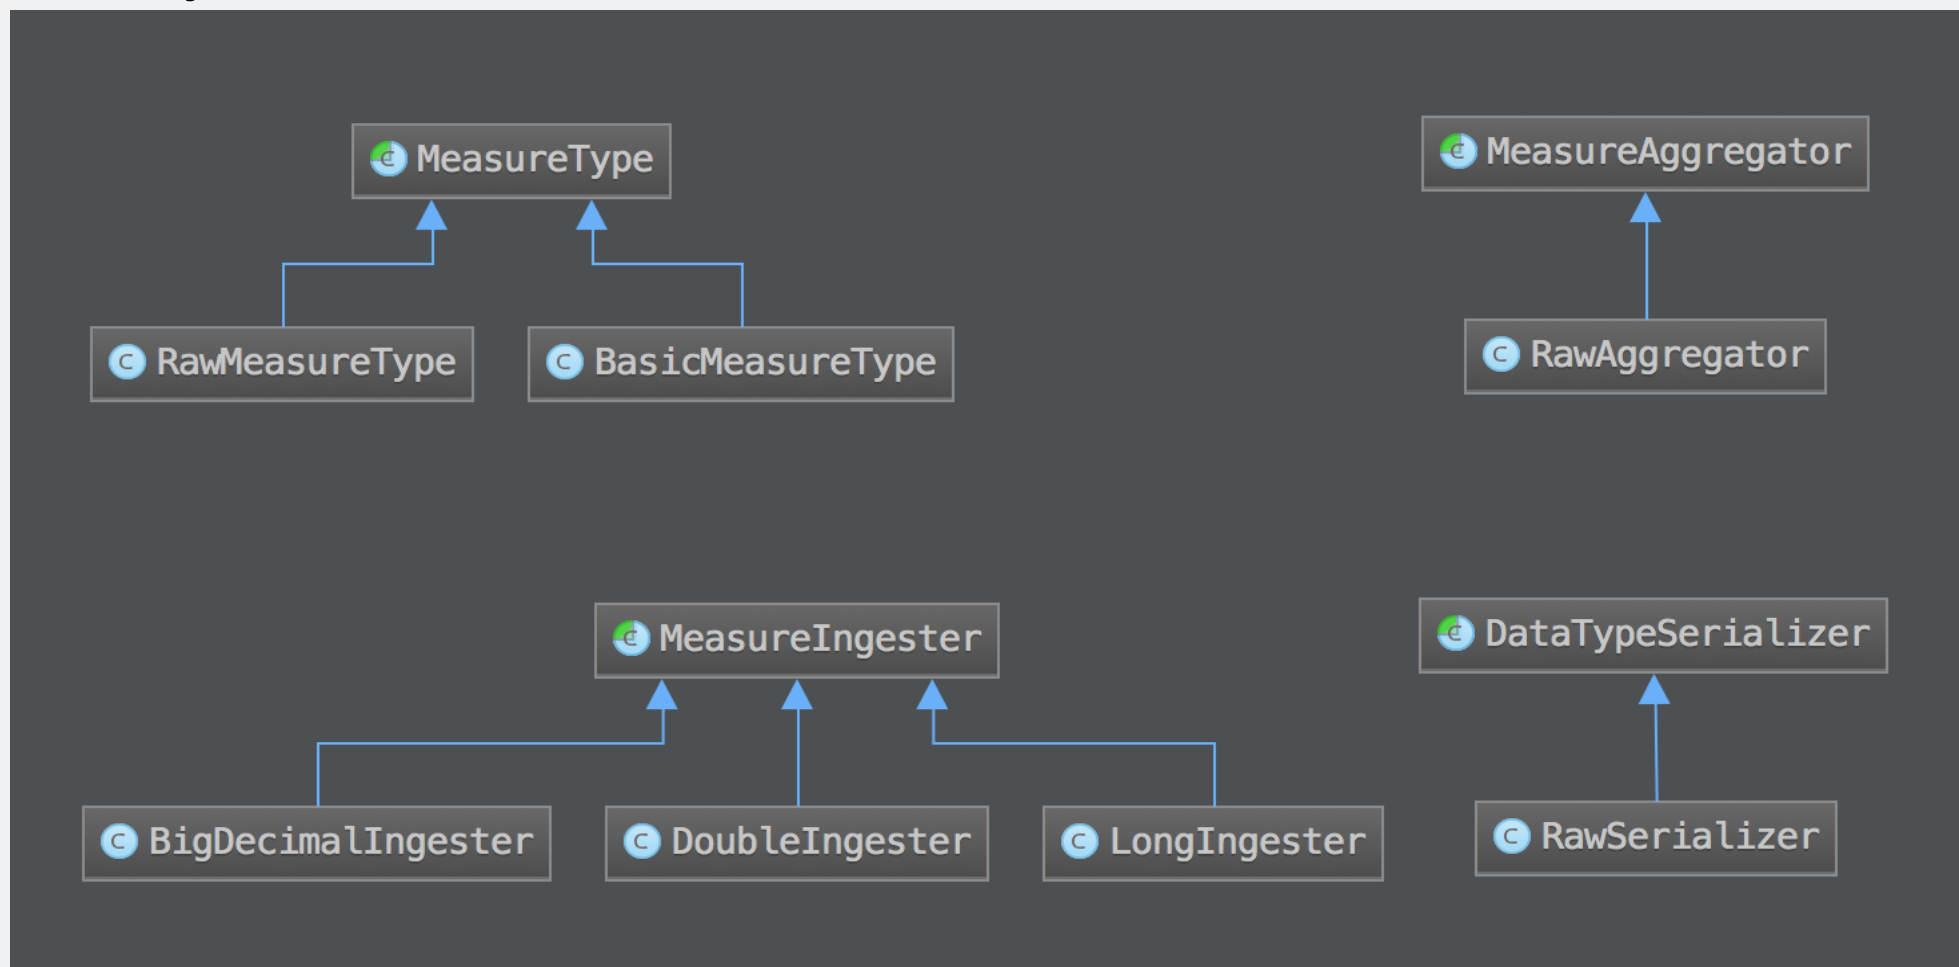 MeasureType
MeasureAggregator
RawMeasureType
BasicMeasureType
RawAggregator
MeasureIngester
DataTypeSerializer
BigDecimalIngester
DoubleIngester
LongIngester
RawSerializer